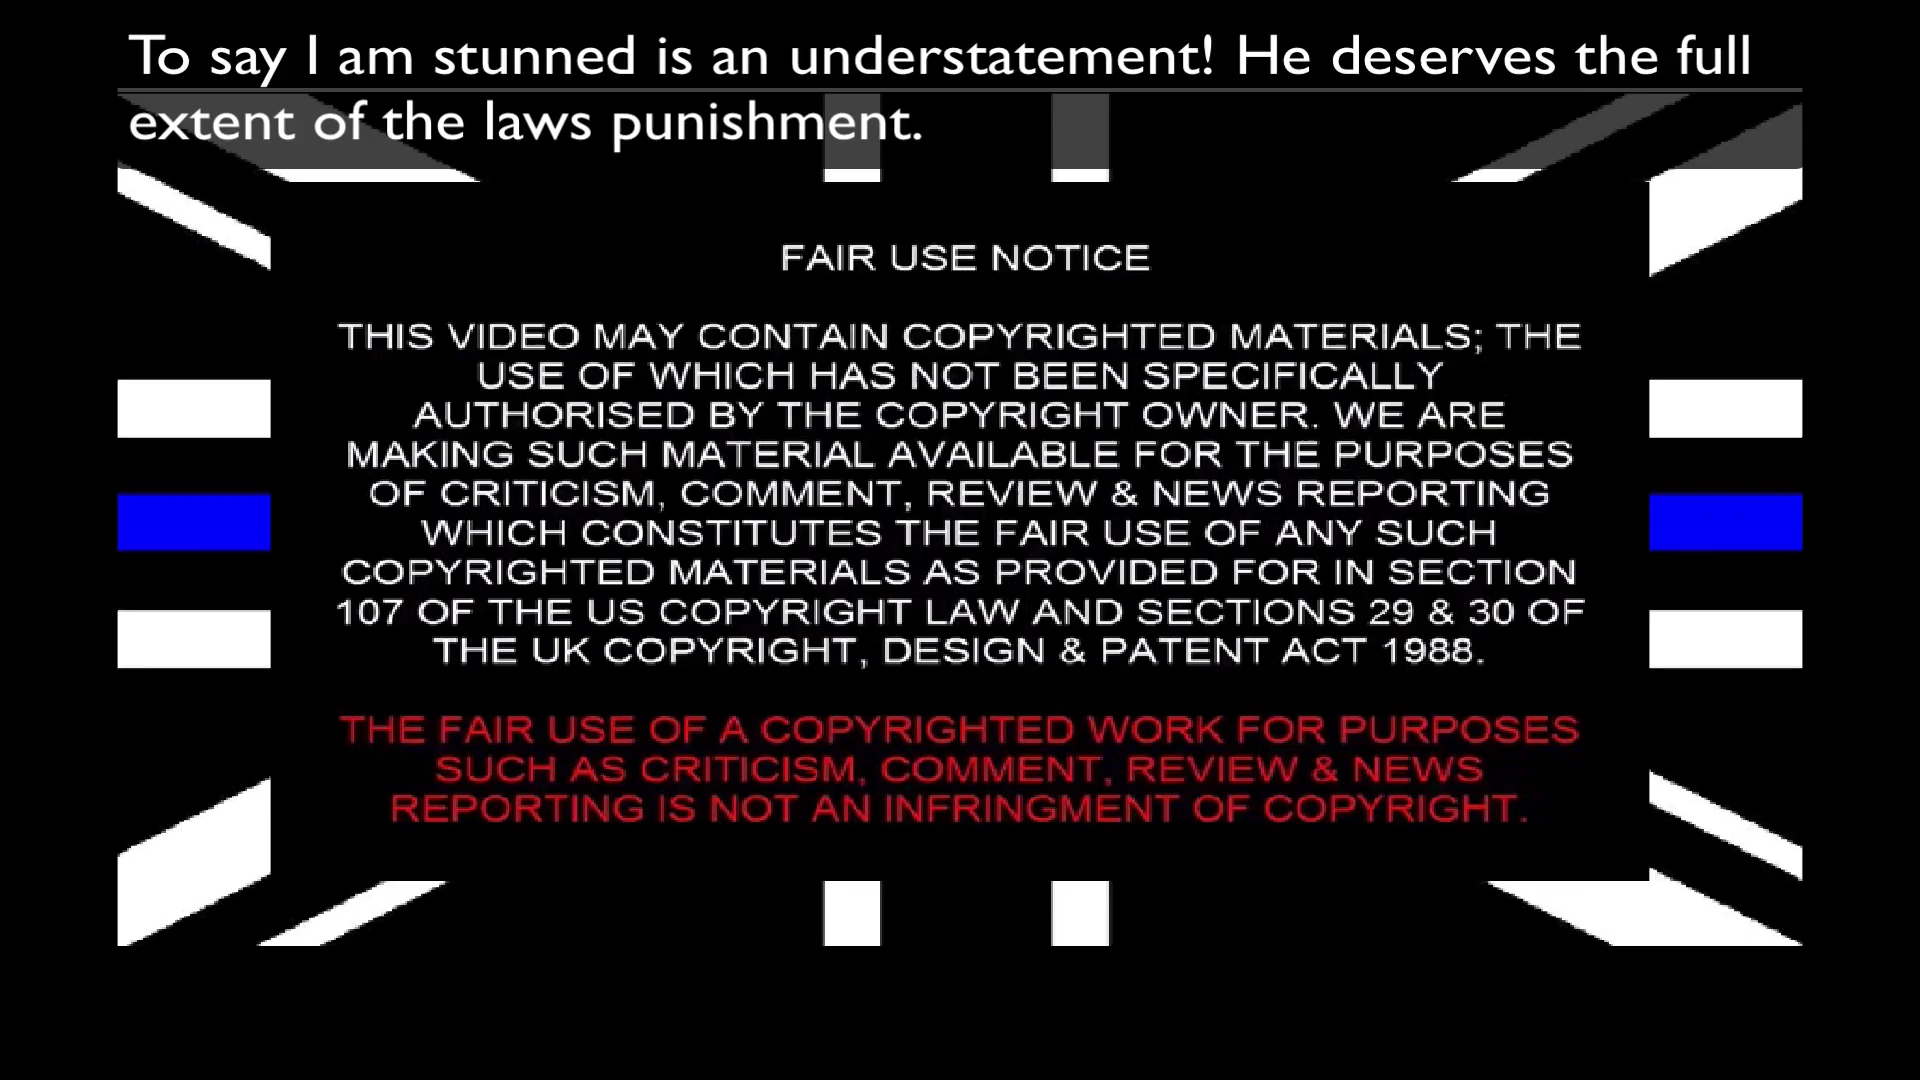 To say I am stunned is an understatement! He deserves the full
extent of the laws punishment.
FAIR USE NOTICE
THIS VIDEO MAY CONTAIN COPYRIGHTED MATERIALS; THE
USE OF WHICH HAS NOT BEEN SPECIFICALLY
AUTHORISED BY THE COPYRIGHT OWNER. WE ARE
MAKING SUCH MATERIAL AVAILABLE FOR THE PURPOSES
OF CRITICISM, COMMENT, REVIEW & NEWS REPORTING
WHICH CONSTITUTES THE FAIR USE OF ANY SUCH
COPYRIGHTED MATERIALS AS PROVIDED FOR IN SECTION
107 OF THE US COPYRIGHT LAW AND SECTIONS 29 & 30 OF
THE UK COPYRIGHT, DESIGN & PATENT ACT 1988.
THE FAIR USE OF A COPYRIGHTED WORK FOR PURPOSES
SUCH AS CRITICISM, COMMENT, REVIEW & NEWS
REPORTING IS NOT AN INFRINGMENT OF COPYRIGHT.